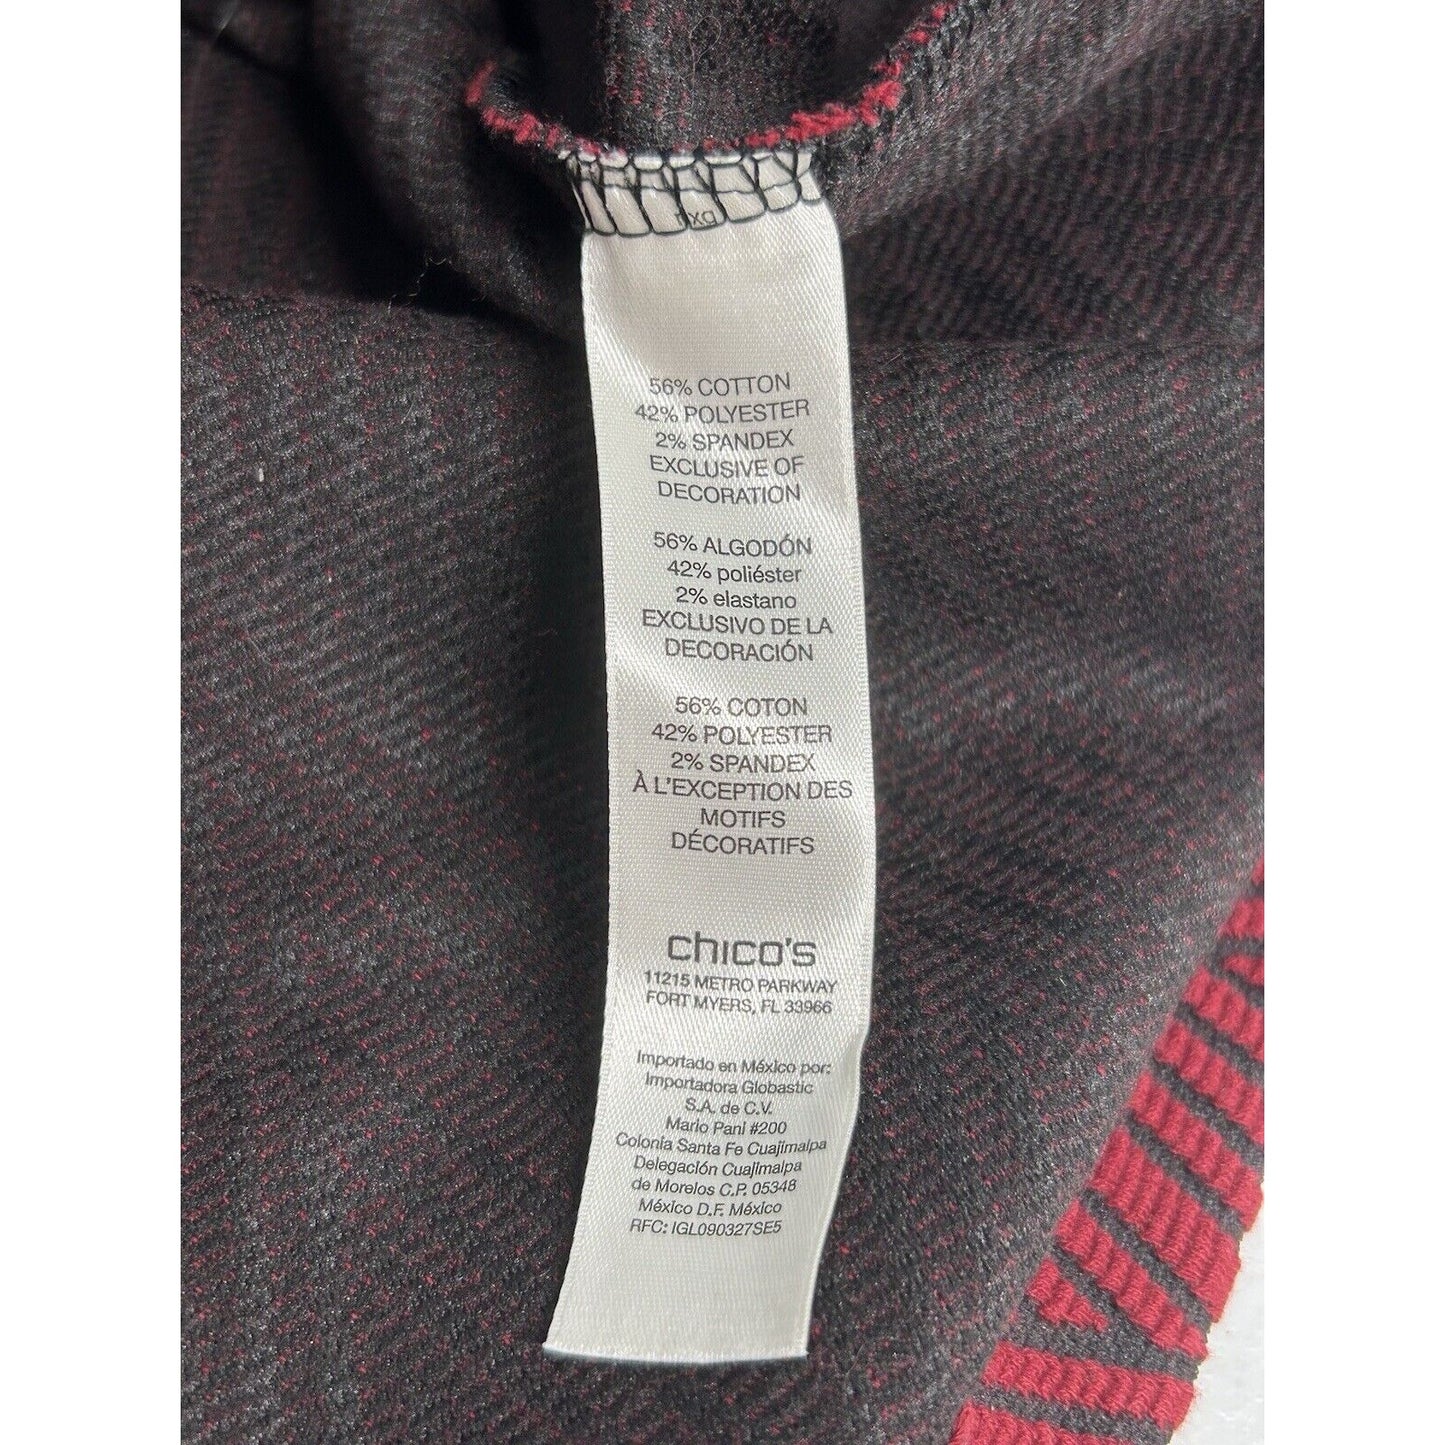 56% COTTON
42% POLYESTER
2% SPANDEX
EXCLUSIVE OF
DECORATION
56% ALGODÓN
42% poliéster
2% elastano
EXCLUSIVO DE LA
DECORACIÓN
56% COTON
42% POLYESTER
2% SPANDEX
À L'EXCEPTION DES
MOTIFS
DÉCORATIFS
chico's
11215 METRO PARKWAY
FORT MYERS, FL 33966
Importado en México por:
Importadora Globastic
S.A. de C.V.
Mario Pani #200
Colonia Santa Fe Cuajimalpa
Delegación Cuajimalpa
de Morelos C.P. 05348
México D.F. México
RFC: IGL090327SE5